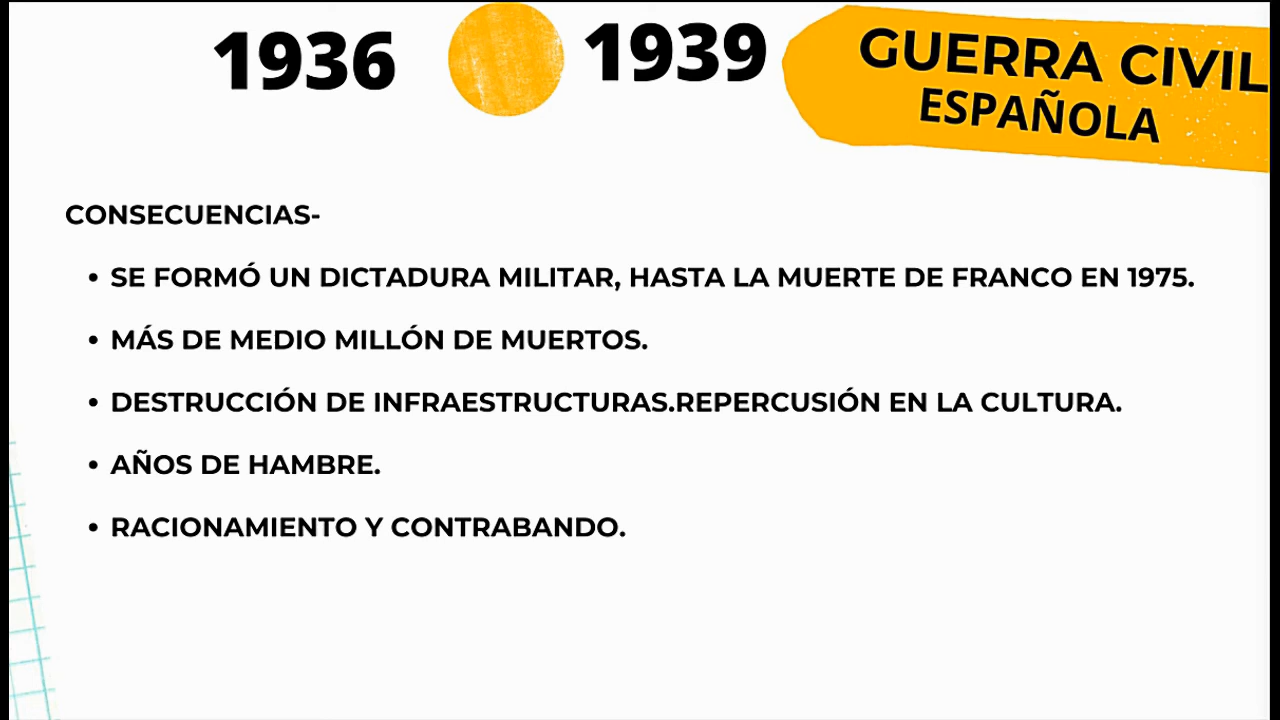 1936
1939
GUERRA CIVIL
ESPAÑOLA
CONSECUENCIAS-
• SE FORMÓ UN DICTADURA MILITAR, HASTA LA MUERTE DE FRANCO EN 1975.
• MÁS DE MEDIO MILLÓN DE MUERTOS.
• DESTRUCCIÓN DE INFRAESTRUCTURAS.REPERCUSIÓN EN LA CULTURA.
• AÑOS DE HAMBRE.
• RACIONAMIENTO Y CONTRABANDO.